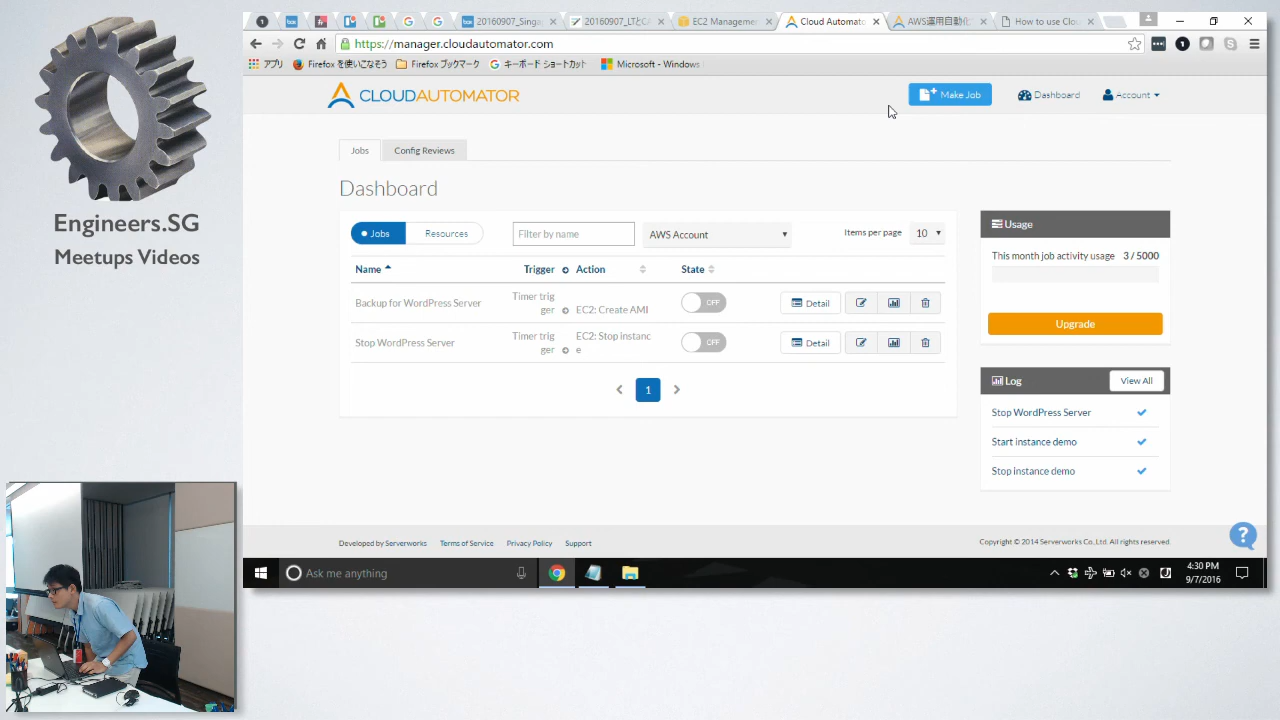 Engineers.SG
Meetups Videos
20160907_Singa
20160907_LTとCA
EC2 Managemen
Cloud Automato
AWS運用自動化
How to use Clou
https://manager.cloudautomator.com
アプリ
Firefox を使いこなそう
Firefox ブックマーク
キーボード ショートカット
Microsoft - Windows
CLOUDAUTOMATOR
Make Job
Dashboard
Account
Jobs
Config Reviews
Dashboard
Jobs
Resources
Filter by name
AWS Account
Items per page
10
Name
Trigger
Action
State
Backup for WordPress Server
Timer trig
ger
EC2: Create AMI
OFF
Detail
Stop WordPress Server
Timer trig
ger
EC2: Stop instanc
e
OFF
Detail
1
Usage
This month job activity usage 3 / 5000
Upgrade
Log
View All
Stop WordPress Server
Start instance demo
Stop instance demo
Developed by Serverworks
Terms of Service
Privacy Policy
Support
Copyright © 2014 Serverworks Co.,Ltd. All rights reserved.
?
Ask me anything
4:30 PM
9/7/2016